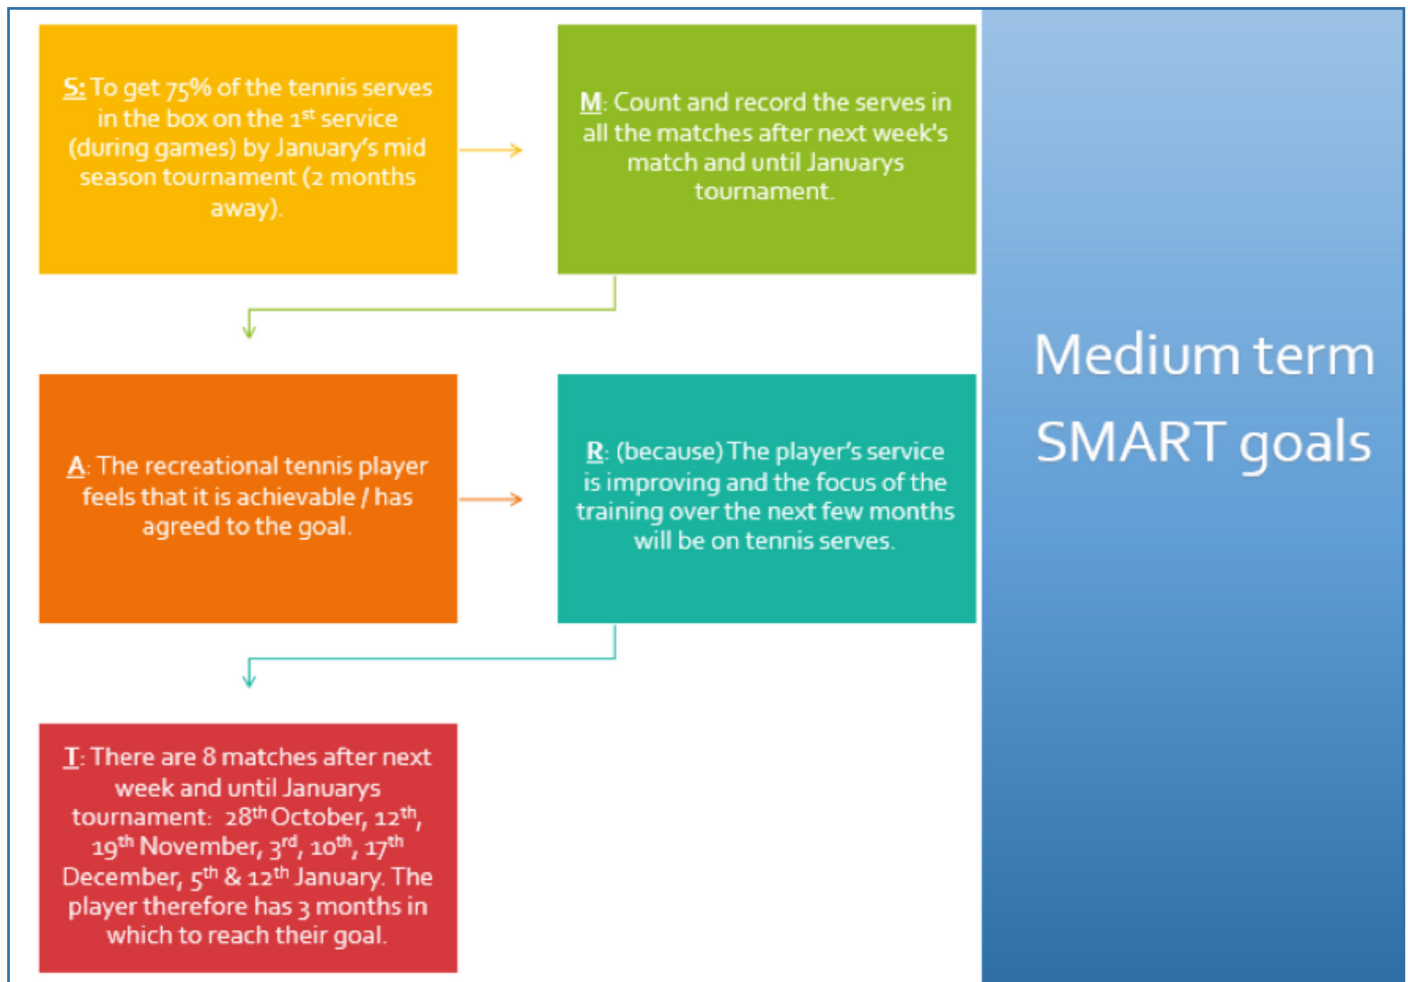 S: To get 75% of the tennis serves
in the box on the 1st service
(during games) by January's mid
season tournament (2 months
away).
M: Count and record the serves in
all the matches after next week's
match and until Januarys
tournament.
A: The recreational tennis player
feels that it is achievable / has
agreed to the goal.
R: (because) The player's service
is improving and the focus of the
training over the next few months
will be on tennis serves.
T: There are 8 matches after next
week and until Januarys
tournament: 28th October, 12th,
19th November, 3rd, 10th, 17th
December, 5th & 12th January. The
player therefore has 3 months in
which to reach their goal.
Medium term
SMART goals